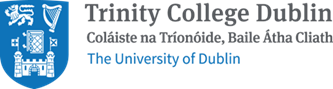 Trinity College Dublin
Coláiste na Tríonóide, Baile Átha Cliath
The University of Dublin